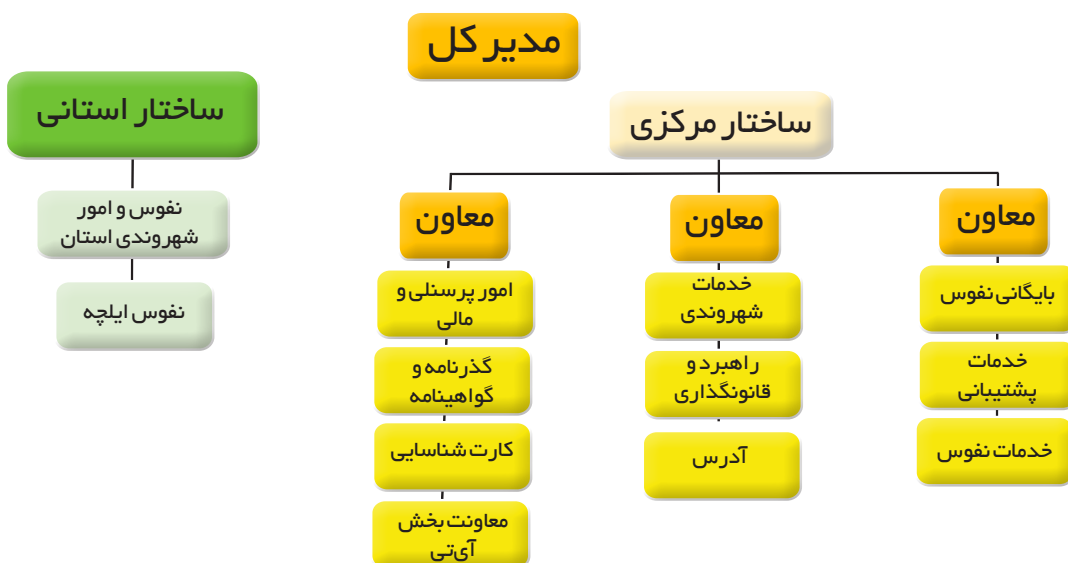 مدیر کل
ساختار مرکزی
معاون
بایگانی نفوس
خدمات
پشتیبانی
خدمات نفوس
معاون
خدمات
شهروندی
راهبرد و
قانونگذاری
آدرس
معاون
امور پرسنلی و
مالی
گذرنامه و
گواهینامه
کارت شناسایی
معاونت بخش
آی‌تی
ساختار استانی
نفوس و امور
شهروندی استان
نفوس ایلچه